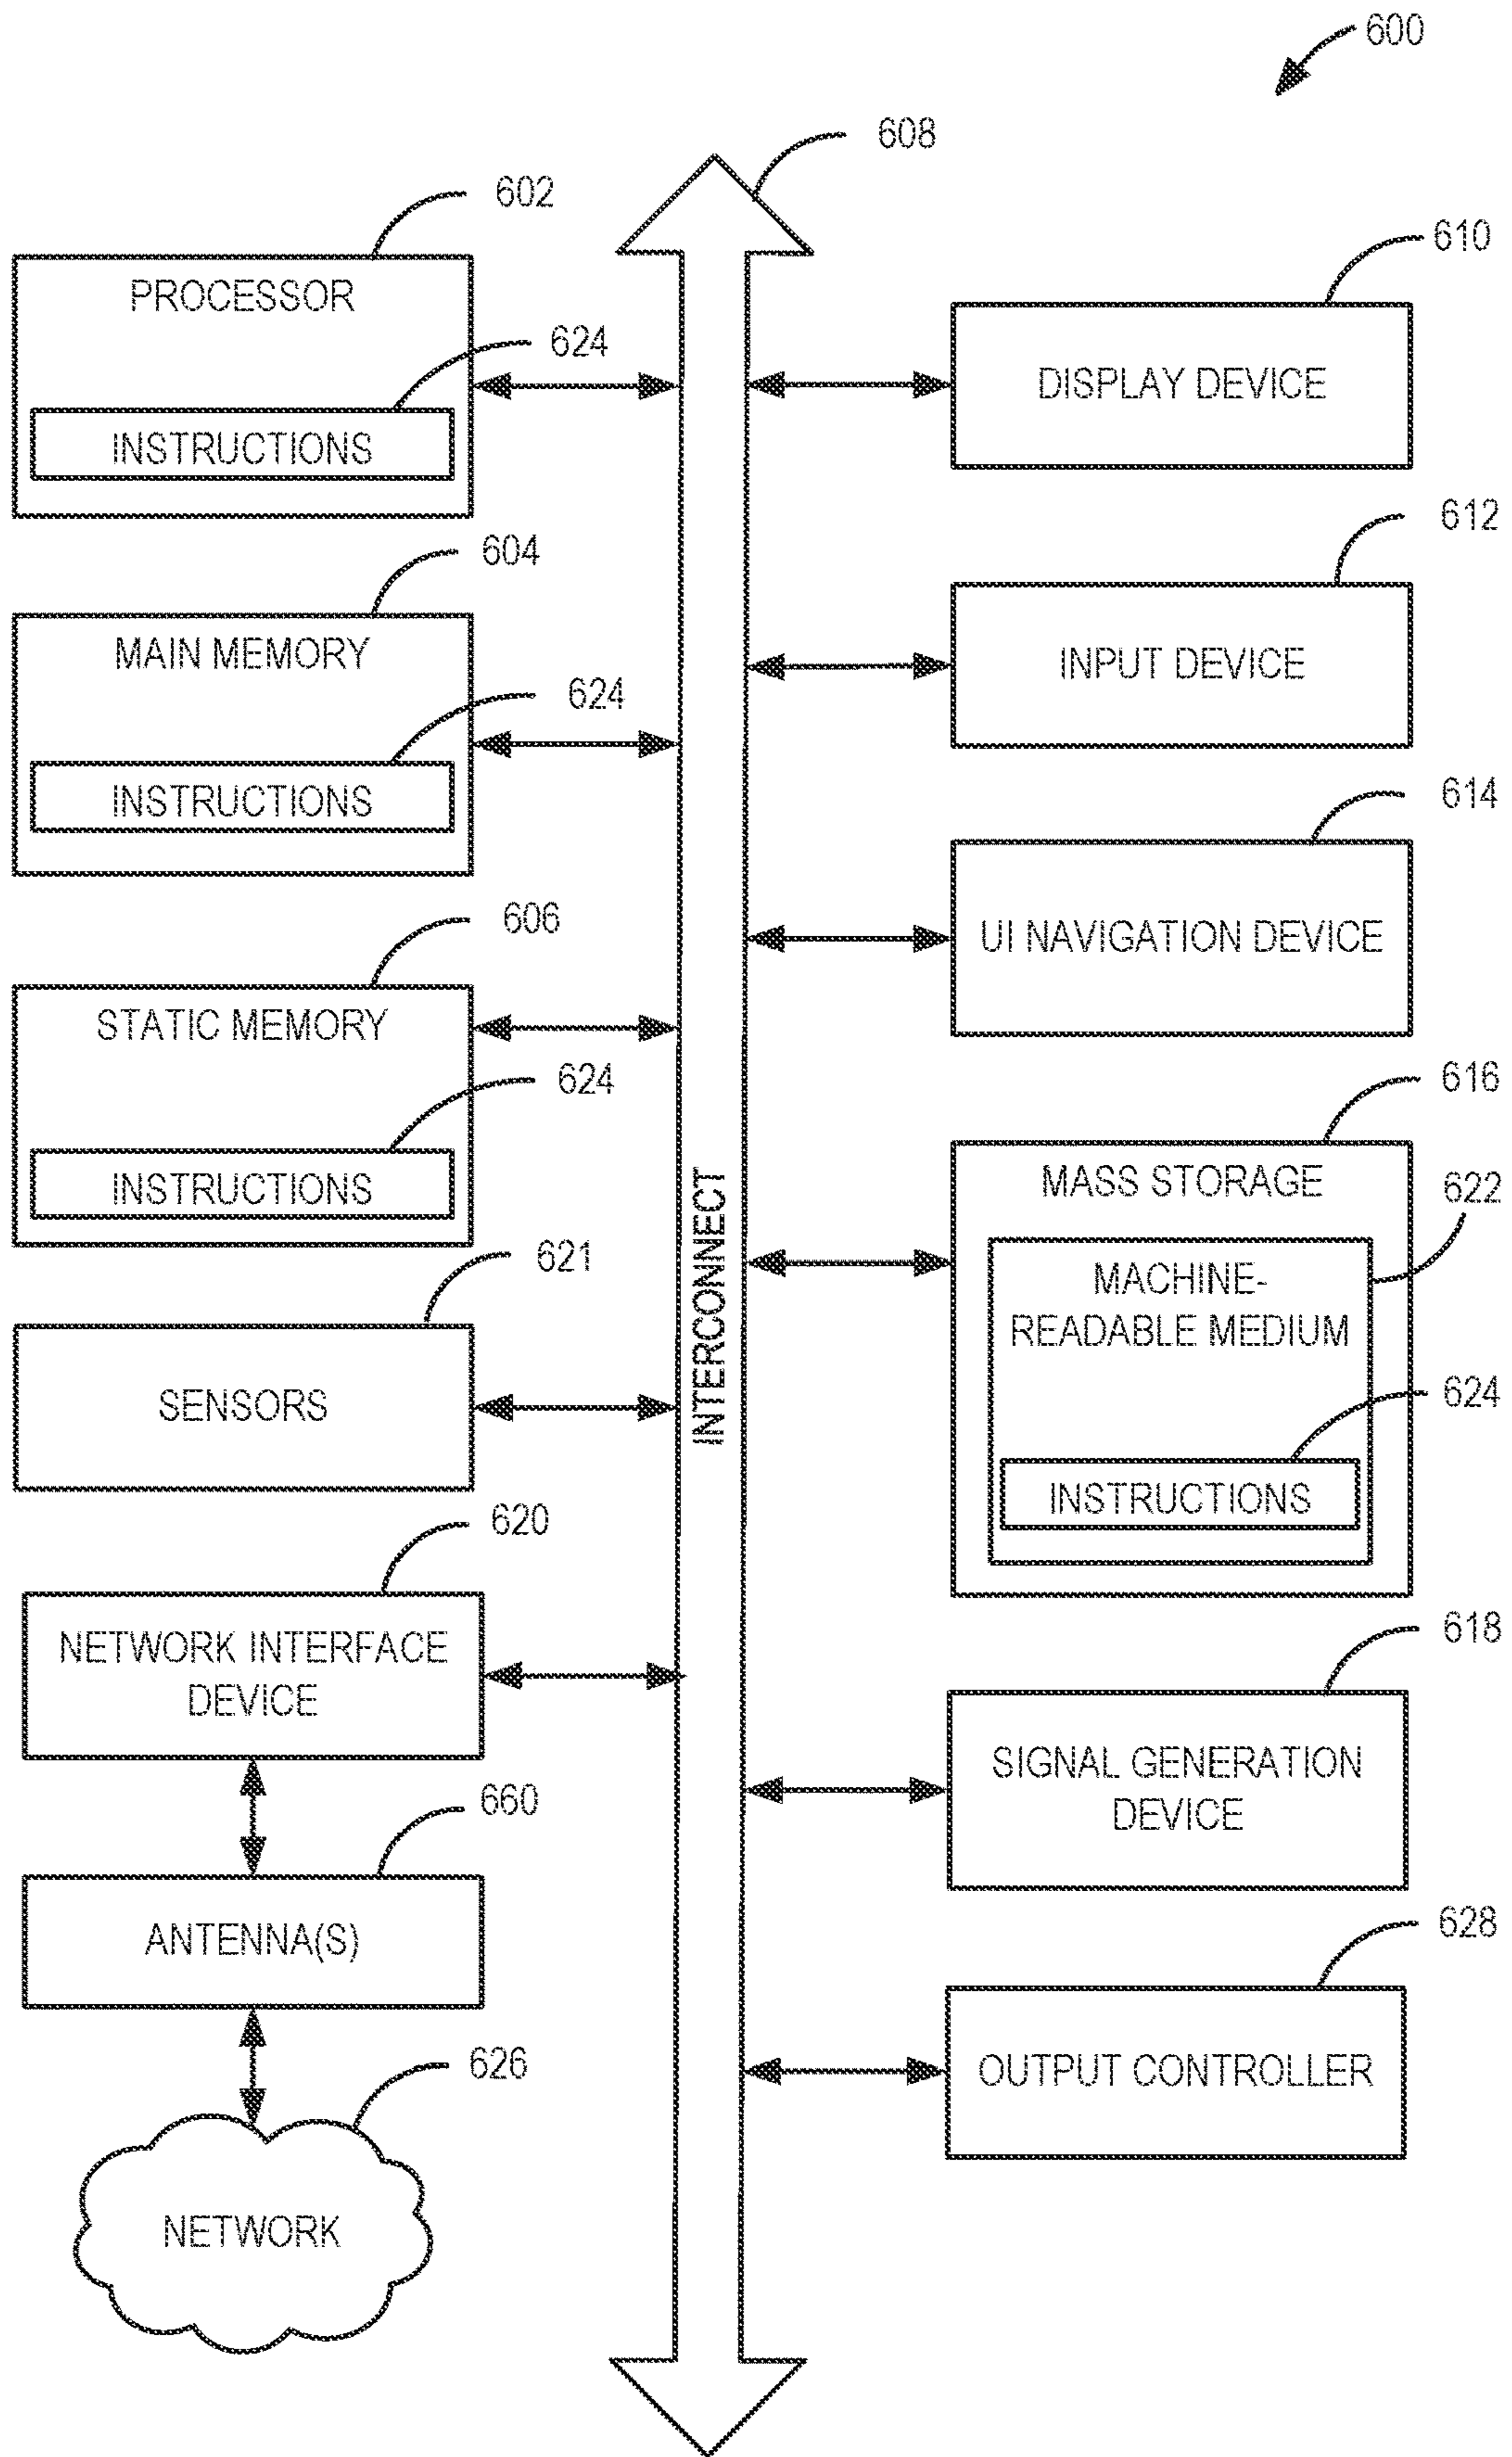 600
608
602
PROCESSOR
624
INSTRUCTIONS
604
MAIN MEMORY
624
INSTRUCTIONS
606
STATIC MEMORY
624
INSTRUCTIONS
621
SENSORS
620
NETWORK INTERFACE
DEVICE
660
ANTENNA(S)
626
NETWORK
INTERCONNECT
610
DISPLAY DEVICE
612
INPUT DEVICE
614
UI NAVIGATION DEVICE
616
MASS STORAGE
622
MACHINE-
READABLE MEDIUM
624
INSTRUCTIONS
618
SIGNAL GENERATION
DEVICE
628
OUTPUT CONTROLLER